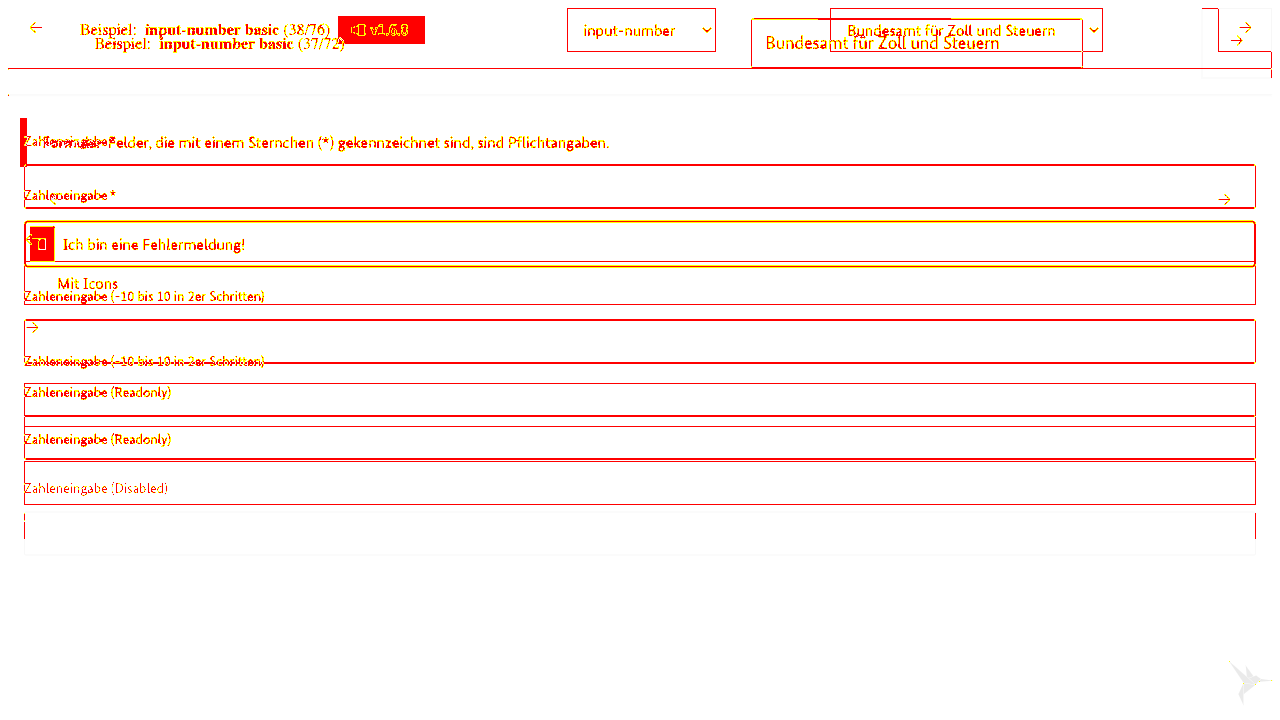 Beispiel: input-number basic (38/76) v1.6.0 input-number Bundesamt für Zoll und Steuern
Beispiel: input-number basic (37/72) Bundesamt für Zoll und Steuern
Zahleneingabe *
Felder, die mit einem Sternchen (*) gekennzeichnet sind, sind Pflichtangaben.
Zahleneingabe *
Ich bin eine Fehlermeldung!
Mit Icons
Zahleneingabe (-10 bis 10 in 2er Schritten)
Zahleneingabe (-10 bis 10 in 2er Schritten)
Zahleneingabe (Readonly)
Zahleneingabe (Readonly)
Zahleneingabe (Disabled)